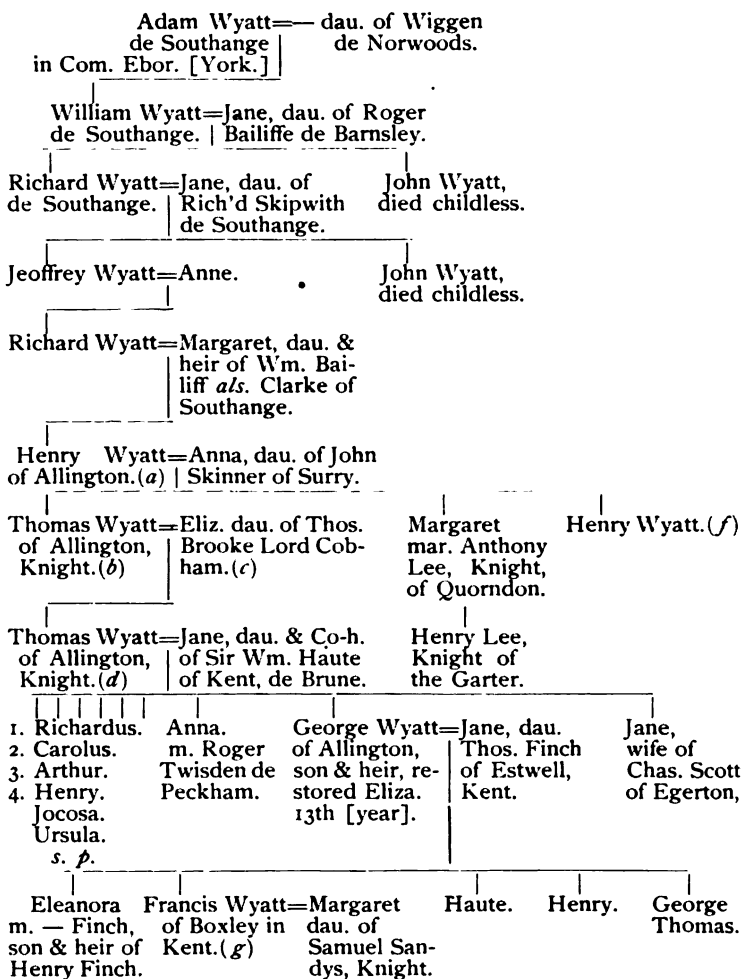 Adam Wyatt=— dau. of Wiggen
de Southange | de Norwoods.
in Com. Ebor. [York.]
William Wyatt=Jane, dau. of Roger
de Southange. | Bailiffe de Barnsley.
Richard Wyatt=Jane, dau. of John Wyatt,
de Southange. Rich'd Skipwith died childless.
de Southange.
Jeoffrey Wyatt=Anne. John Wyatt,
died childless.
Richard Wyatt=Margaret, dau. &
heir of Wm. Bai-
liff als. Clarke of
Southange.
Henry Wyatt=Anna, dau. of John
of Allington.(a) | Skinner of Surry.
Thomas Wyatt=Eliz. dau. of Thos. Margaret Henry Wyatt.(f)
of Allington, Brooke Lord Cob- mar. Anthony
Knight.(b) ham.(c) Lee, Knight,
of Quorndon.
Thomas Wyatt=Jane, dau. & Co-h. Henry Lee,
of Allington, of Sir Wm. Haute Knight of
Knight.(d) of Kent, de Brune. the Garter.
1. Richardus. Anna. George Wyatt=Jane, dau. Jane,
2. Carolus. m. Roger of Allington, Thos. Finch wife of
3. Arthur. Twisden de son & heir, re- of Estwell, Chas. Scott
4. Henry. Peckham. stored Eliza. Kent. of Egerton,
Jocosa. 13th [year].
Ursula.
s. p.
Eleanora Francis Wyatt=Margaret Haute. Henry. George
m. — Finch, of Boxley in dau. of Thomas.
son & heir of Kent.(g) Samuel San-
Henry Finch. dys, Knight.